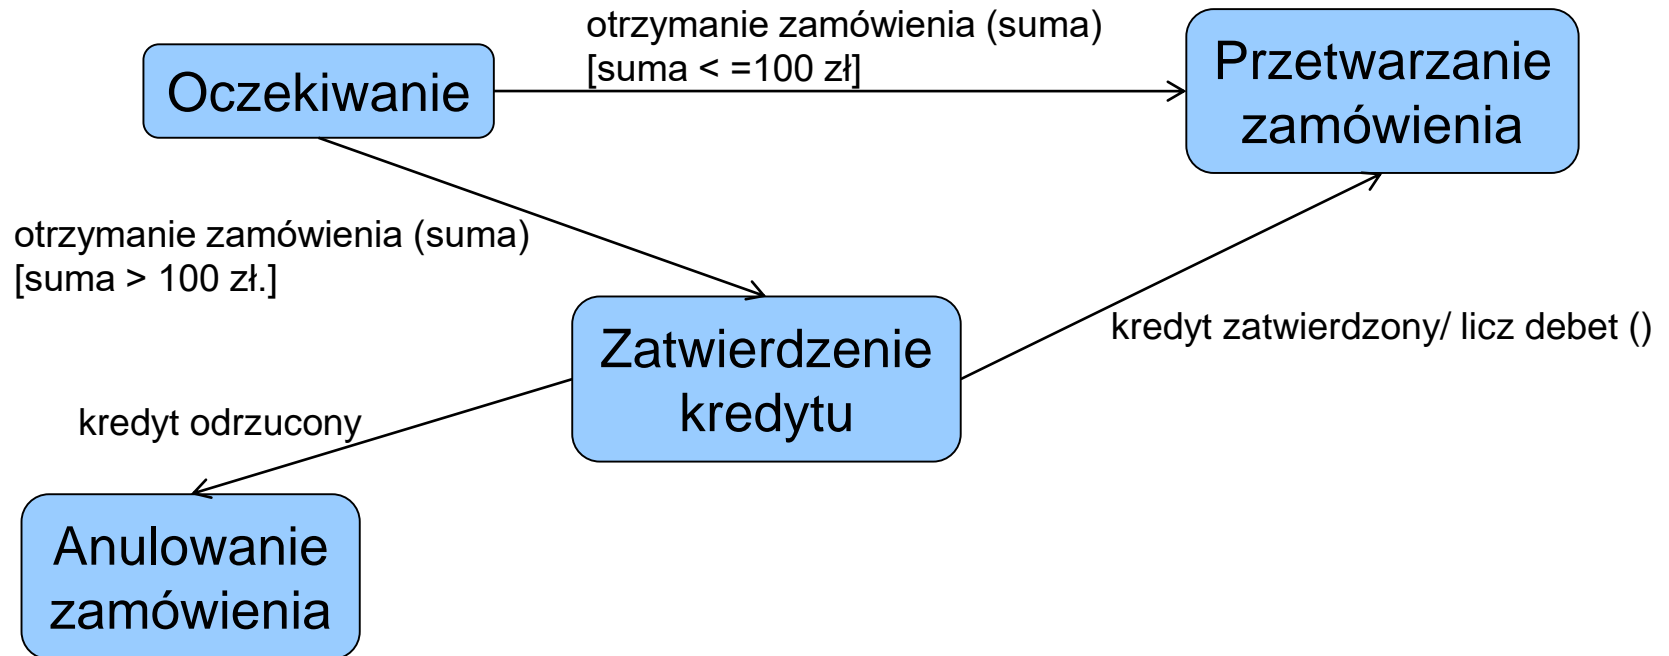 otrzymanie zamówienia (suma)
[suma < =100 zł]
Oczekiwanie
Przetwarzanie
zamówienia
otrzymanie zamówienia (suma)
[suma > 100 zł.]
Zatwierdzenie
kredytu
kredyt zatwierdzony/ licz debet ()
kredyt odrzucony
Anulowanie
zamówienia